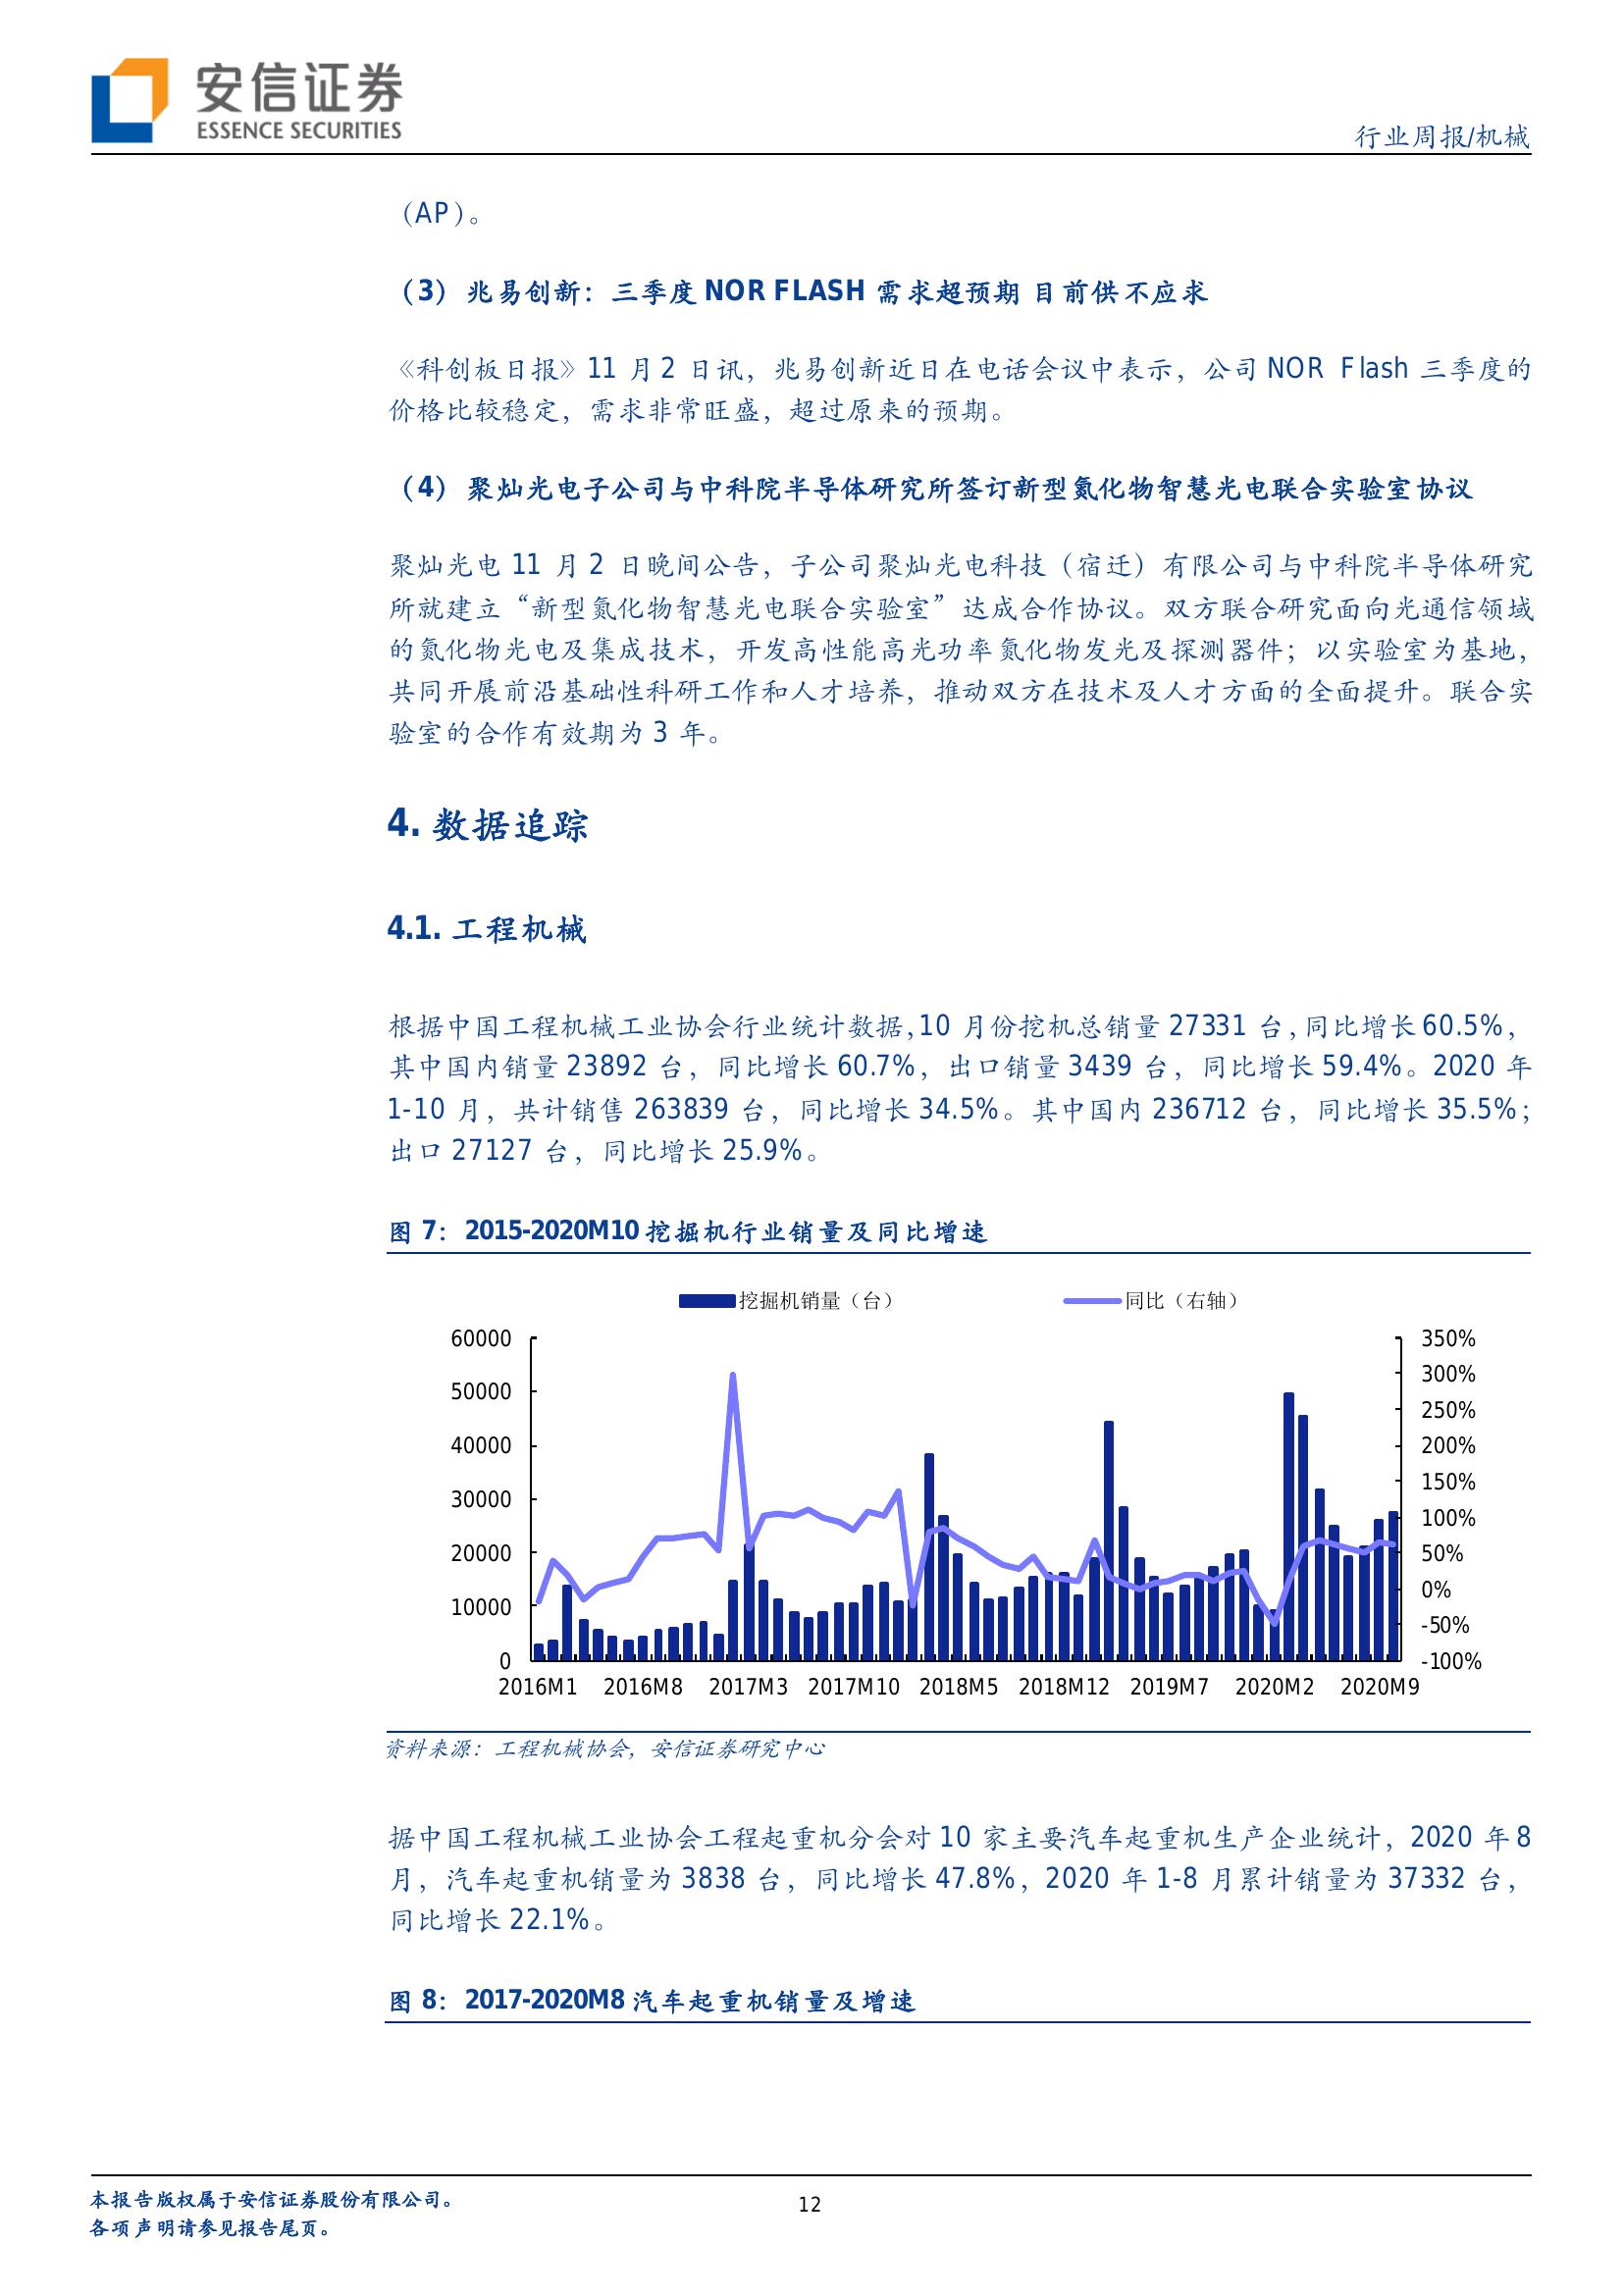 安信证券
ESSENCE SECURITIES
行业周报/机械
（AP）。
（3） 兆易创新：三季度 NOR FLASH 需求超预期 目前供不应求
《科创板日报》11 月 2 日讯，兆易创新近日在电话会议中表示，公司 NOR Flash 三季度的
价格比较稳定，需求非常旺盛，超过原来的预期。
（4） 聚灿光电子公司与中科院半导体研究所签订新型氮化物智慧光电联合实验室协议
聚灿光电 11 月 2 日晚间公告，子公司聚灿光电科技（宿迁）有限公司与中科院半导体研究
所就建立“新型氮化物智慧光电联合实验室”达成合作协议。双方联合研究面向光通信领域
的氮化物光电及集成技术，开发高性能高光功率氮化物发光及探测器件；以实验室为基地，
共同开展前沿基础性科研工作和人才培养，推动双方在技术及人才方面的全面提升。联合实
验室的合作有效期为 3 年。
4. 数据追踪
4.1. 工程机械
根据中国工程机械工业协会行业统计数据,10 月份挖机总销量 27331 台,同比增长 60.5%，
其中国内销量 23892 台，同比增长 60.7%，出口销量 3439 台，同比增长 59.4%。2020 年
1-10 月，共计销售 263839 台，同比增长 34.5%。其中国内 236712 台，同比增长 35.5%；
出口 27127 台，同比增长 25.9%。
图 7： 2015-2020M10 挖掘机行业销量及同比增速
挖掘机销量（台） 同比（右轴）
60000 350%
300%
50000 250%
40000 200%
30000 150%
100%
20000 50%
10000 0%
-50%
0 -100%
2016M1 2016M8 2017M3 2017M10 2018M5 2018M12 2019M7 2020M2 2020M9
资料来源：工程机械协会，安信证券研究中心
据中国工程机械工业协会工程起重机分会对 10 家主要汽车起重机生产企业统计，2020 年 8
月，汽车起重机销量为 3838 台，同比增长 47.8%，2020 年 1-8 月累计销量为 37332 台，
同比增长 22.1%。
图 8： 2017-2020M8 汽车起重机销量及增速
本报告版权属于安信证券股份有限公司。
各项声明请参见报告尾页。
12